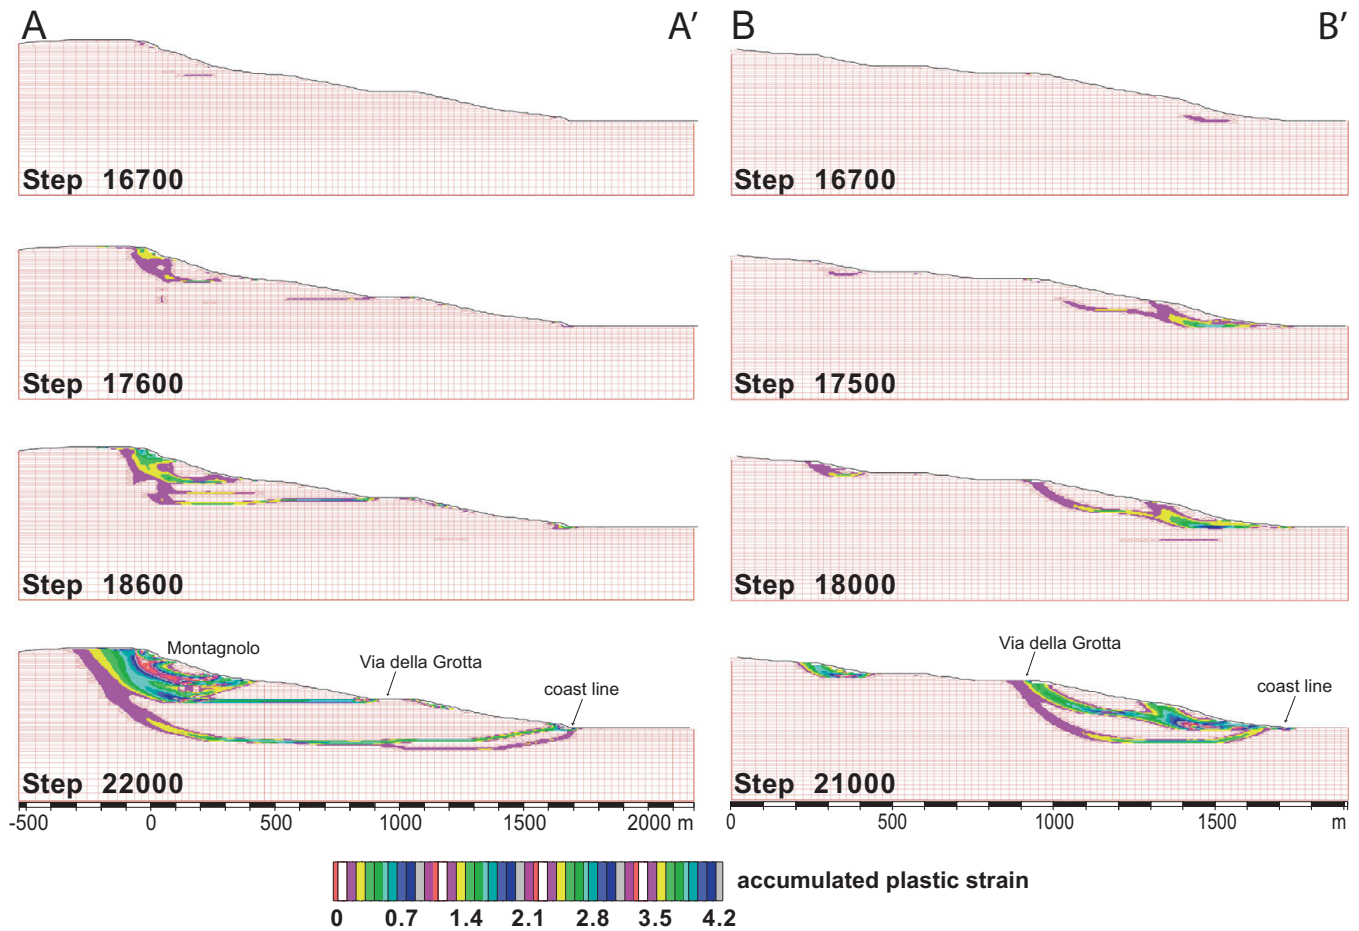 A A’ B B’
Step 16700 Step 16700
Step 17600 Step 17500
Step 18600 Step 18000
Montagnolo
Via della Grotta
coast line
Via della Grotta
coast line
Step 22000 Step 21000
-500 0 500 1000 1500 2000 m 0 500 1000 1500 m
accumulated plastic strain
0 0.7 1.4 2.1 2.8 3.5 4.2